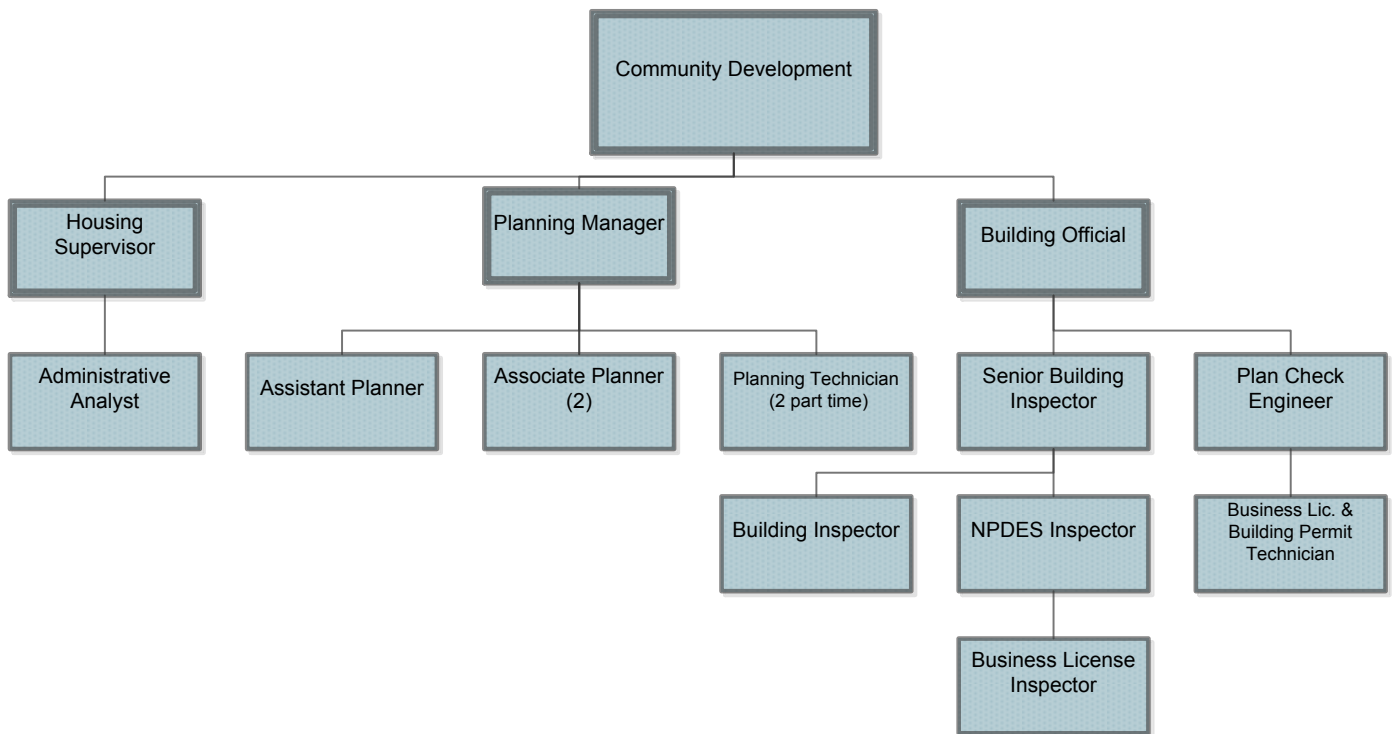 Community Development
Housing
Supervisor
Planning Manager
Building Official
Administrative
Analyst
Assistant Planner
Associate Planner
(2)
Planning Technician
(2 part time)
Senior Building
Inspector
Plan Check
Engineer
Building Inspector
NPDES Inspector
Business Lic. &
Building Permit
Technician
Business License
Inspector